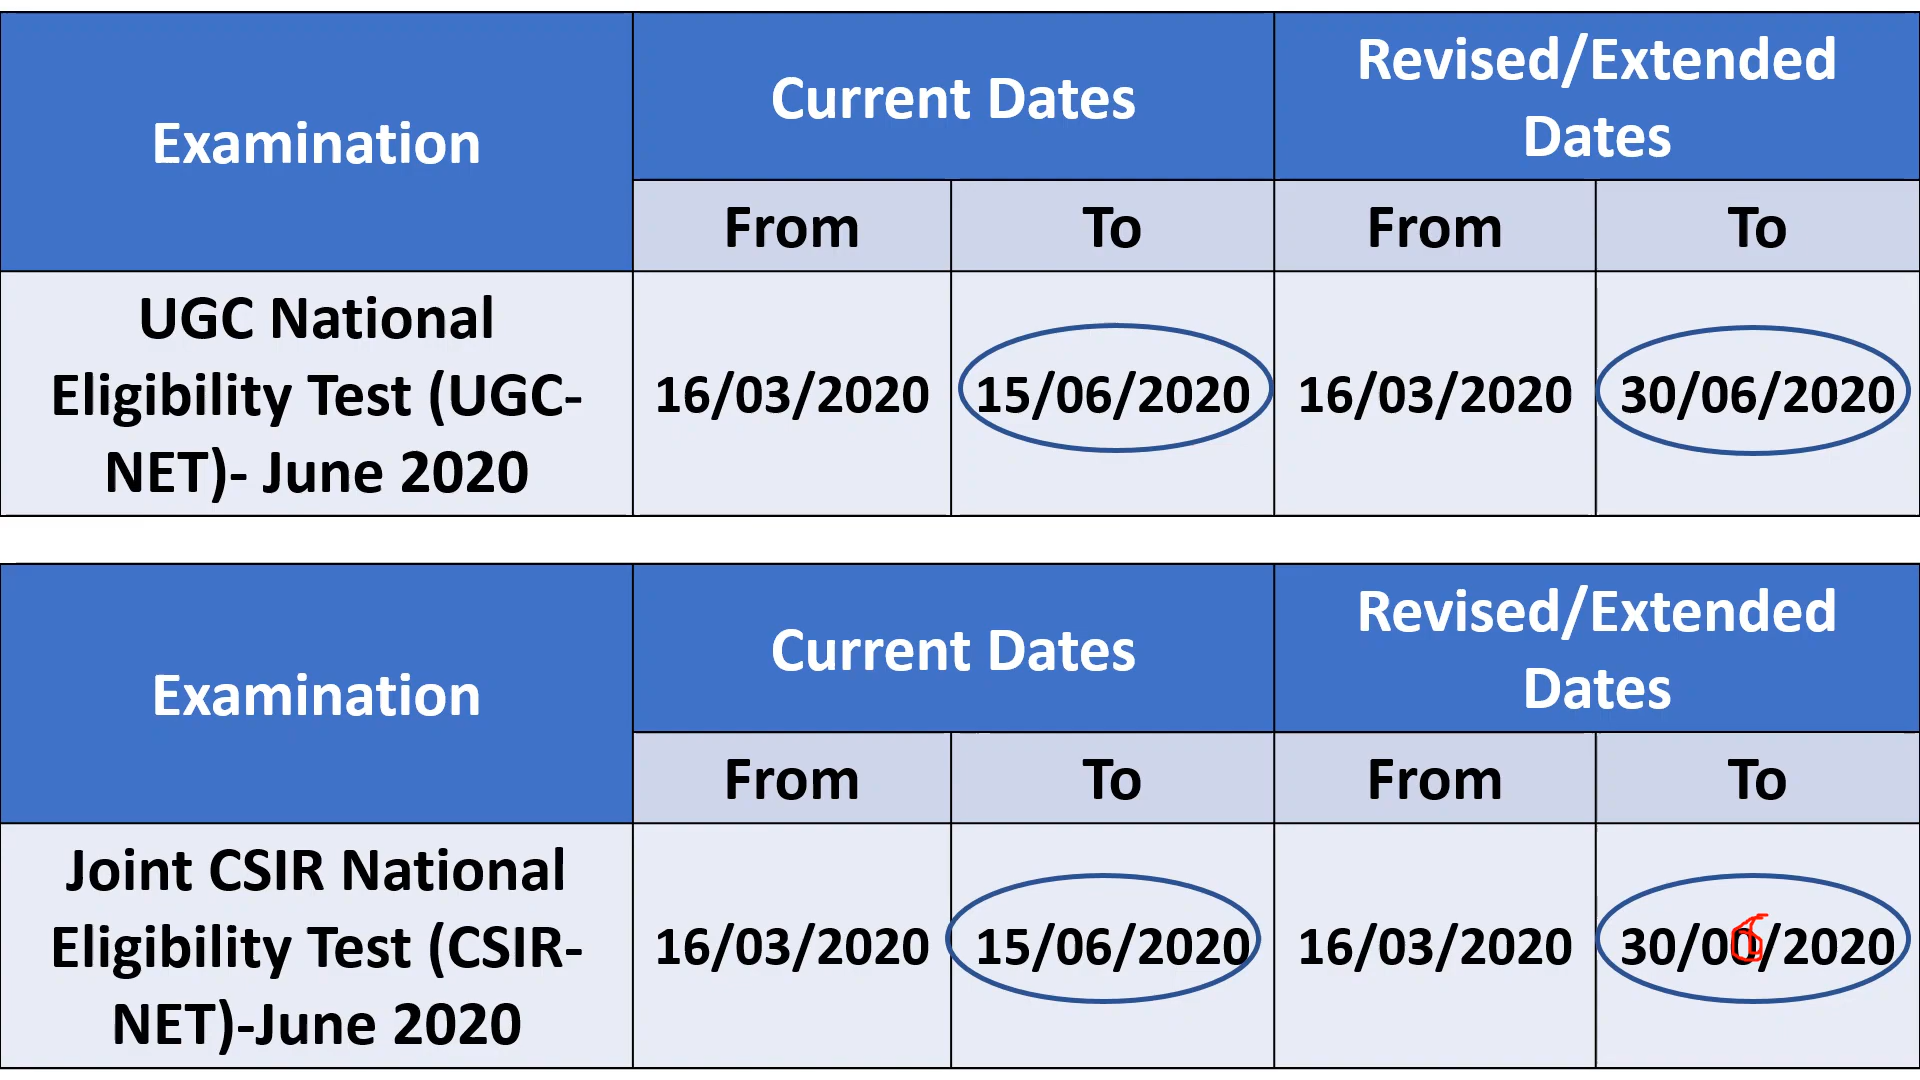 Examination
Current Dates
Revised/Extended
Dates
From
To
From
To
UGC National
Eligibility Test (UGC-
NET)- June 2020
16/03/2020
15/06/2020
16/03/2020
30/06/2020
Examination
Current Dates
Revised/Extended
Dates
From
To
From
To
Joint CSIR National
Eligibility Test (CSIR-
NET)-June 2020
16/03/2020
15/06/2020
16/03/2020
30/06/2020